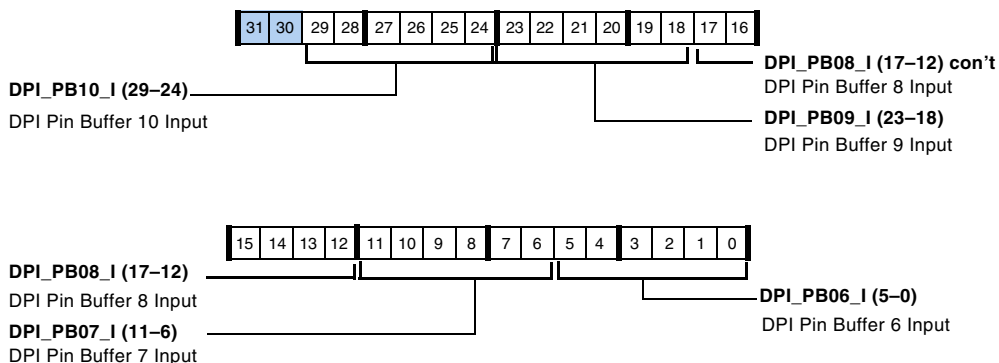 31 30 29 28 27 26 25 24 23 22 21 20 19 18 17 16
DPI_PB08_I (17–12) con't
DPI Pin Buffer 8 Input
DPI_PB10_I (29–24)
DPI Pin Buffer 10 Input
DPI_PB09_I (23–18)
DPI Pin Buffer 9 Input
15 14 13 12 11 10 9 8 7 6 5 4 3 2 1 0
DPI_PB08_I (17–12)
DPI Pin Buffer 8 Input
DPI_PB06_I (5–0)
DPI Pin Buffer 6 Input
DPI_PB07_I (11–6)
DPI Pin Buffer 7 Input